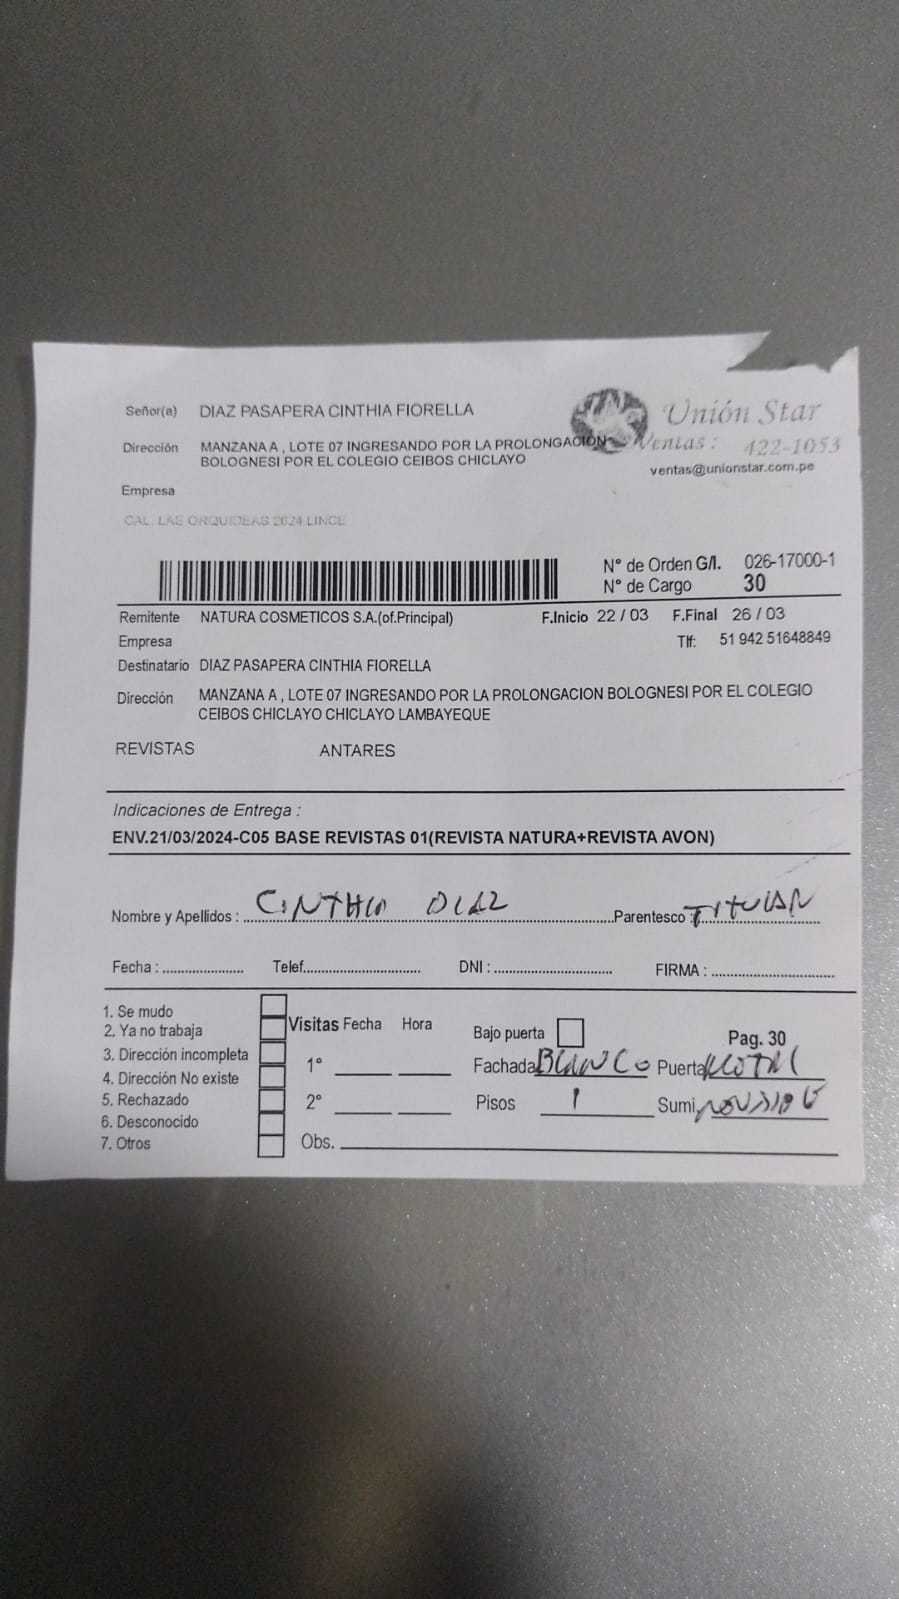 Señor(a) DIAZ PASAPERA CINTHIA FIORELLA
Unión Star
Dirección MANZANA A , LOTE 07 INGRESANDO POR LA PROLONGACION
Ventas : 422-1053
BOLOGNESI POR EL COLEGIO CEIBOS CHICLAYO
ventas@unionstar.com.pe
Empresa
CAL. LAS ORQUIDEAS 2624 LINCE
N° de Orden G/I. 026-17000-1
N° de Cargo 30
Remitente NATURA COSMETICOS S.A.(of.Principal) F.Inicio 22 / 03 F.Final 26 / 03
Empresa Tlf: 51 942 51648849
Destinatario DIAZ PASAPERA CINTHIA FIORELLA
Dirección MANZANA A , LOTE 07 INGRESANDO POR LA PROLONGACION BOLOGNESI POR EL COLEGIO
CEIBOS CHICLAYO CHICLAYO LAMBAYEQUE
REVISTAS ANTARES
Indicaciones de Entrega :
ENV.21/03/2024-C05 BASE REVISTAS 01(REVISTA NATURA+REVISTA AVON)
Nombre y Apellidos : CINTHIA DIAZ Parentesco : TITULAR
Fecha : Telef. DNI : FIRMA :
1. Se mudo
2. Ya no trabaja
3. Dirección incompleta
4. Dirección No existe
5. Rechazado
6. Desconocido
7. Otros
Visitas Fecha Hora
1°
2°
Obs.
Bajo puerta Pag. 30
Fachada BLANCO Puerta
Pisos 1 Sumi